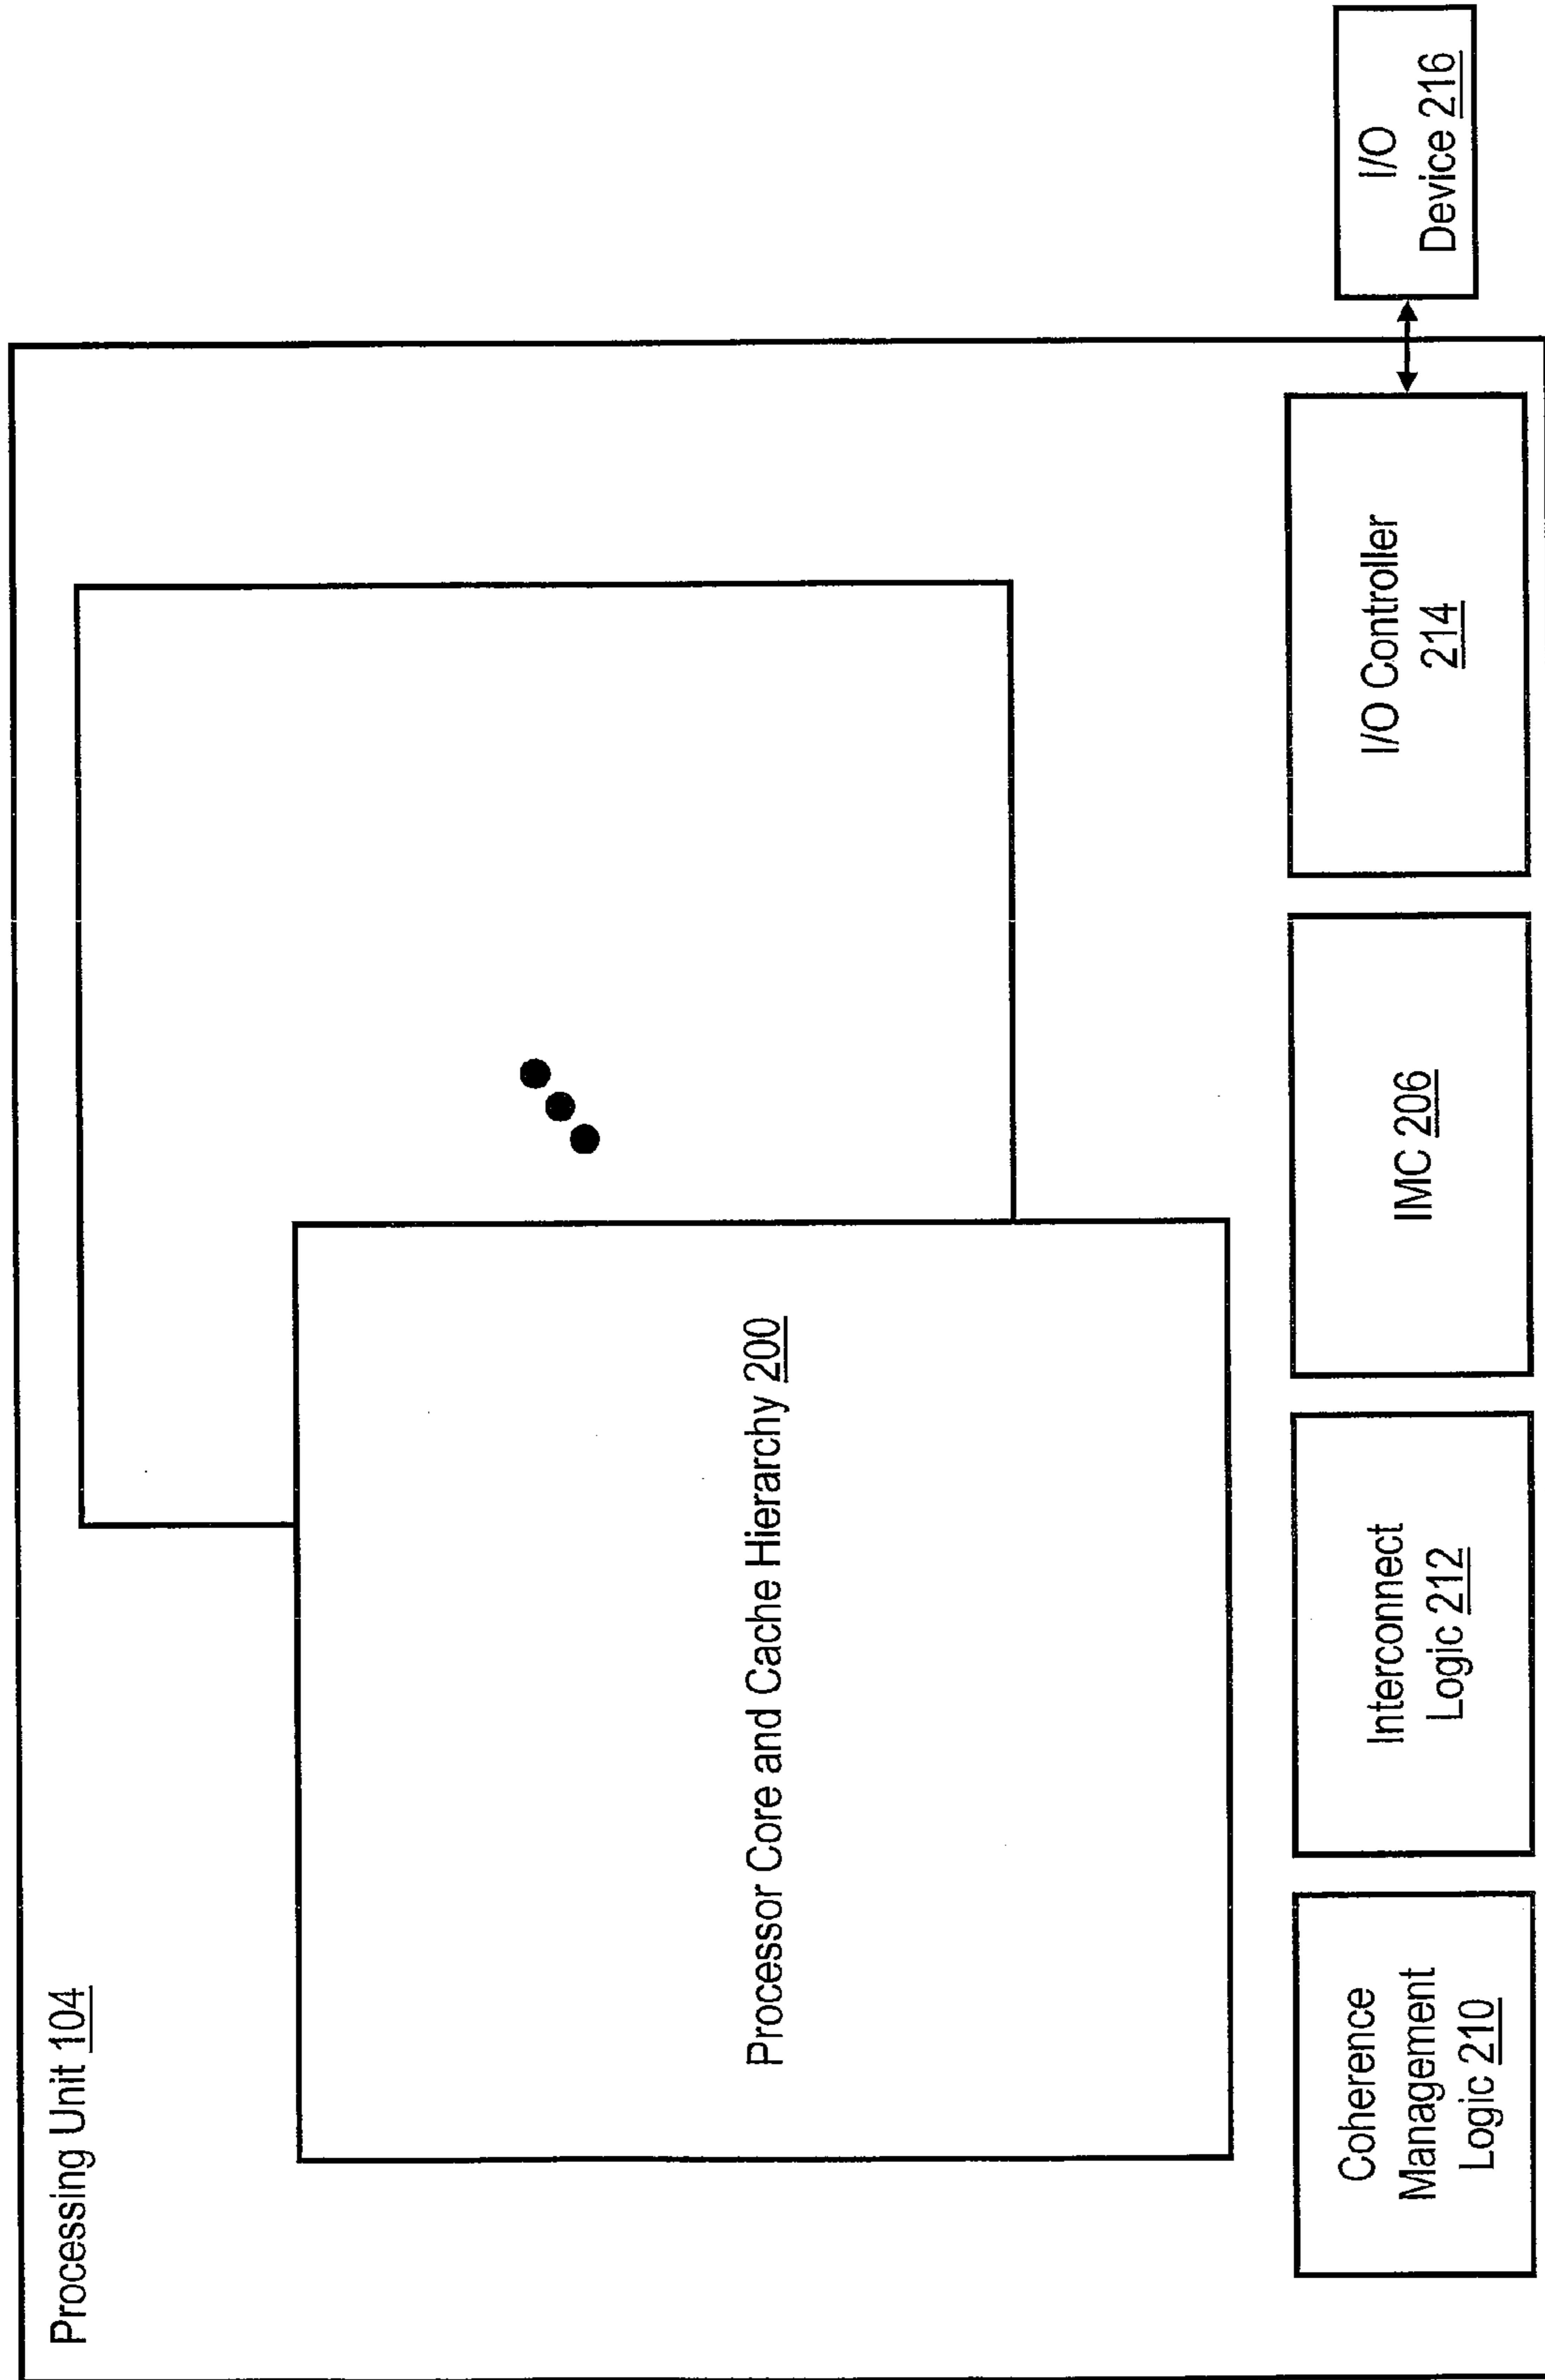 Processing Unit 104
Processor Core and Cache Hierarchy 200
Coherence
Management
Logic 210
Interconnect
Logic 212
IMC 206
I/O Controller
214
I/O
Device 216